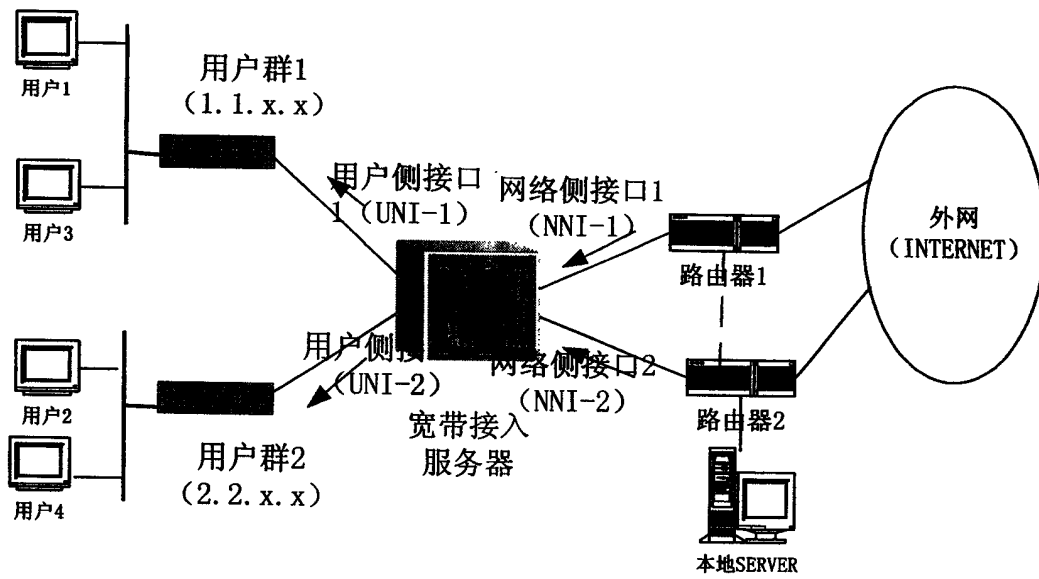 用户1
用户群1
(1.1.x.x)
用户3
用户侧接口
1(UNI-1)
网络侧接口1
(NNI-1)
路由器1
外网
(INTERNET)
用户2
用户4
用户群2
(2.2.x.x)
用户侧接
(UNI-2)
宽带接入
服务器
网络侧接口2
(NNI-2)
路由器2
本地SERVER